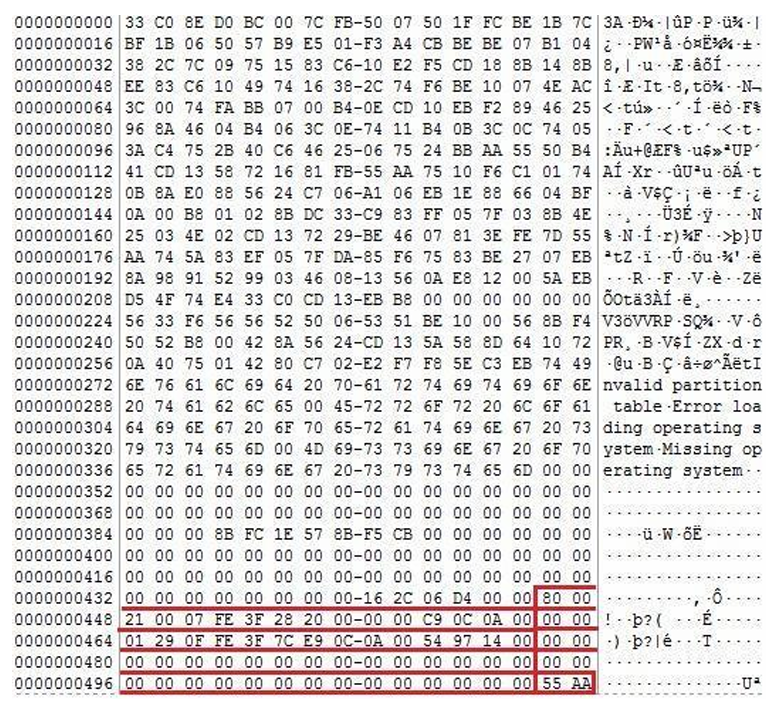 0000000000 33 C0 8E D0 BC 00 7C FB-50 07 50 1F FC BE 1B 7C 3À·Ð¼·|ûP·P·ü¾·|
0000000016 BF 1B 06 50 57 B9 E5 01-F3 A4 CB BE BE 07 B1 04 ¿··PW¹å·ó¤Ë¾¾·±·
0000000032 38 2C 7C 09 75 15 83 C6-10 E2 F5 CD 18 8B 14 8B 8,|·u··Æ·âõÍ····
0000000048 EE 83 C6 10 49 74 16 38-2C 74 F6 BE 10 07 4E AC î·Æ·It·8,tö¾··N¬
0000000064 3C 00 74 FA BB 07 00 B4-0E CD 10 EB F2 89 46 25 <·tú»··´·Í·ëò·F%
0000000080 96 8A 46 04 B4 06 3C 0E-74 11 B4 0B 3C 0C 74 05 ··F·´·<·t·´·<·t·
0000000096 3A C4 75 2B 40 C6 46 25-06 75 24 BB AA 55 50 B4 :Äu+@ÆF%·u$»ªUP´
0000000112 41 CD 13 58 72 16 81 FB-55 AA 75 10 F6 C1 01 74 AÍ·Xr··ûUªu·öÁ·t
0000000128 0B 8A E0 88 56 24 C7 06-A1 06 EB 1E 88 66 04 BF ··à·V$Ç·¡·ë··f·¿
0000000144 0A 00 B8 01 02 8B DC 33-C9 83 FF 05 7F 03 8B 4E ··¸···Ü3É·ÿ····N
0000000160 25 03 4E 02 CD 13 72 29-BE 46 07 81 3E FE 7D 55 %·N·Í·r)¾F··>þ}U
0000000176 AA 74 5A 83 EF 05 7F DA-85 F6 75 83 BE 27 07 EB ªtZ·ï··Ú·öu·¾'·ë
0000000192 8A 98 91 52 99 03 46 08-13 56 0A E8 12 00 5A EB ···R··F··V·è··Zë
0000000208 D5 4F 74 E4 33 C0 CD 13-EB B8 00 00 00 00 00 00 ÕOtä3ÀÍ·ë¸······
0000000224 56 33 F6 56 56 52 50 06-53 51 BE 10 00 56 8B F4 V3öVVRP·SQ¾··V·ô
0000000240 50 52 B8 00 42 8A 56 24-CD 13 5A 58 8D 64 10 72 PR¸·B·V$Í·ZX·d·r
0000000256 0A 40 75 01 42 80 C7 02-E2 F7 F8 5E C3 EB 74 49 ·@u·B·Ç·â÷ø^ÃëtI
0000000272 6E 76 61 6C 69 64 20 70-61 72 74 69 74 69 6F 6E nvalid partition
0000000288 20 74 61 62 6C 65 00 45-72 72 6F 72 20 6C 6F 61 table·Error loa
0000000304 64 69 6E 67 20 6F 70 65-72 61 74 69 6E 67 20 73 ding operating s
0000000320 79 73 74 65 6D 00 4D 69-73 73 69 6E 67 20 6F 70 ystem·Missing op
0000000336 65 72 61 74 69 6E 67 20-73 79 73 74 65 6D 00 00 erating system··
0000000352 00 00 00 00 00 00 00 00-00 00 00 00 00 00 00 00 ················
0000000368 00 00 00 00 00 00 00 00-00 00 00 00 00 00 00 00 ················
0000000384 00 00 00 8B FC 1E 57 8B-F5 CB 00 00 00 00 00 00 ····ü·W·õË······
0000000400 00 00 00 00 00 00 00 00-00 00 00 00 00 00 00 00 ················
0000000416 00 00 00 00 00 00 00 00-00 00 00 00 00 00 00 00 ················
0000000432 00 00 00 00 00 00 00 00-16 2C 06 D4 00 00 80 00 ·········,·Ô····
0000000448 21 00 07 FE 3F 28 20 00-00 00 C9 0C 0A 00 00 00 !··þ?( ···É·····
0000000464 01 29 0F FE 3F 7C E9 0C-0A 00 54 97 14 00 00 00 ·)·þ?|é···T·····
0000000480 00 00 00 00 00 00 00 00-00 00 00 00 00 00 00 00 ················
0000000496 00 00 00 00 00 00 00 00-00 00 00 00 00 00 55 AA ··············Uª